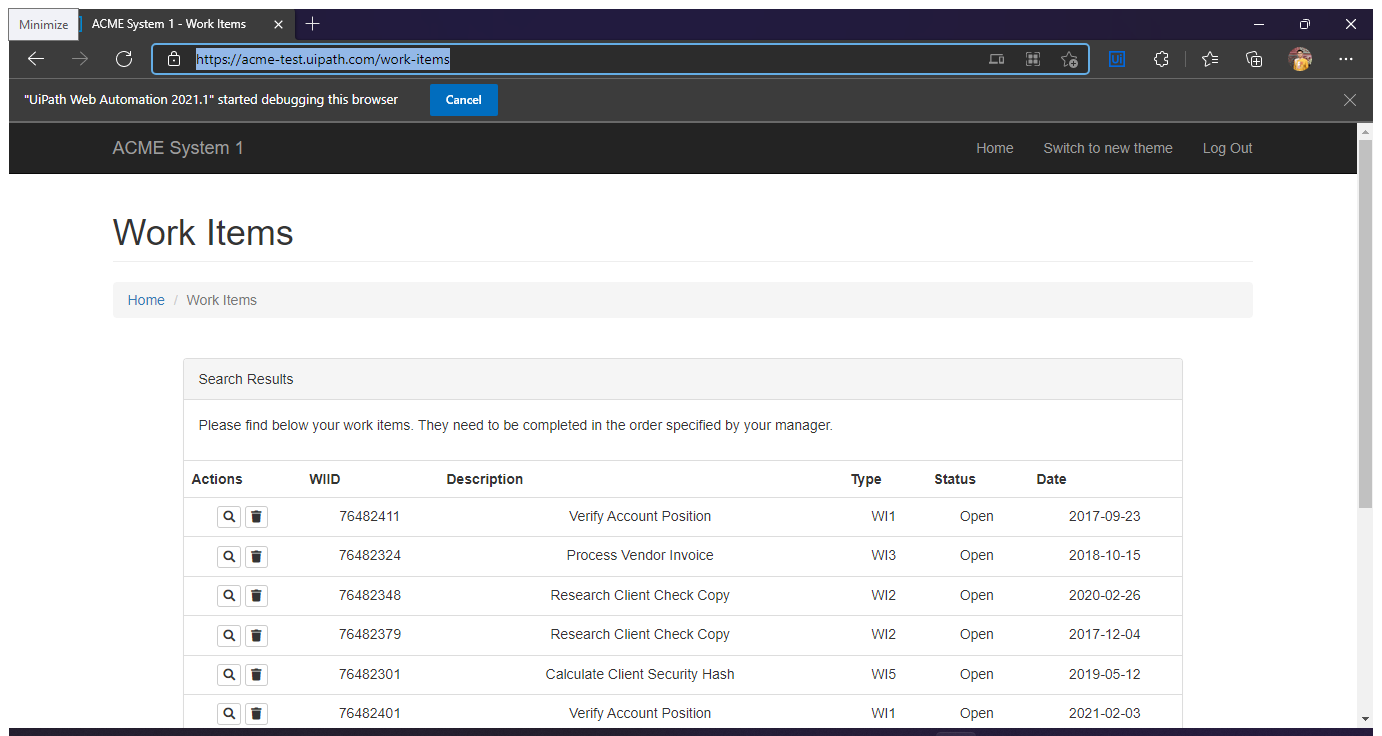 Minimize
ACME System 1 - Work Items
https://acme-test.uipath.com/work-items
"UiPath Web Automation 2021.1" started debugging this browser Cancel
ACME System 1 Home Switch to new theme Log Out
Work Items
Home / Work Items
Search Results
Please find below your work items. They need to be completed in the order specified by your manager.
Actions WIID Description Type Status Date
76482411 Verify Account Position WI1 Open 2017-09-23
76482324 Process Vendor Invoice WI3 Open 2018-10-15
76482348 Research Client Check Copy WI2 Open 2020-02-26
76482379 Research Client Check Copy WI2 Open 2017-12-04
76482301 Calculate Client Security Hash WI5 Open 2019-05-12
76482401 Verify Account Position WI1 Open 2021-02-03